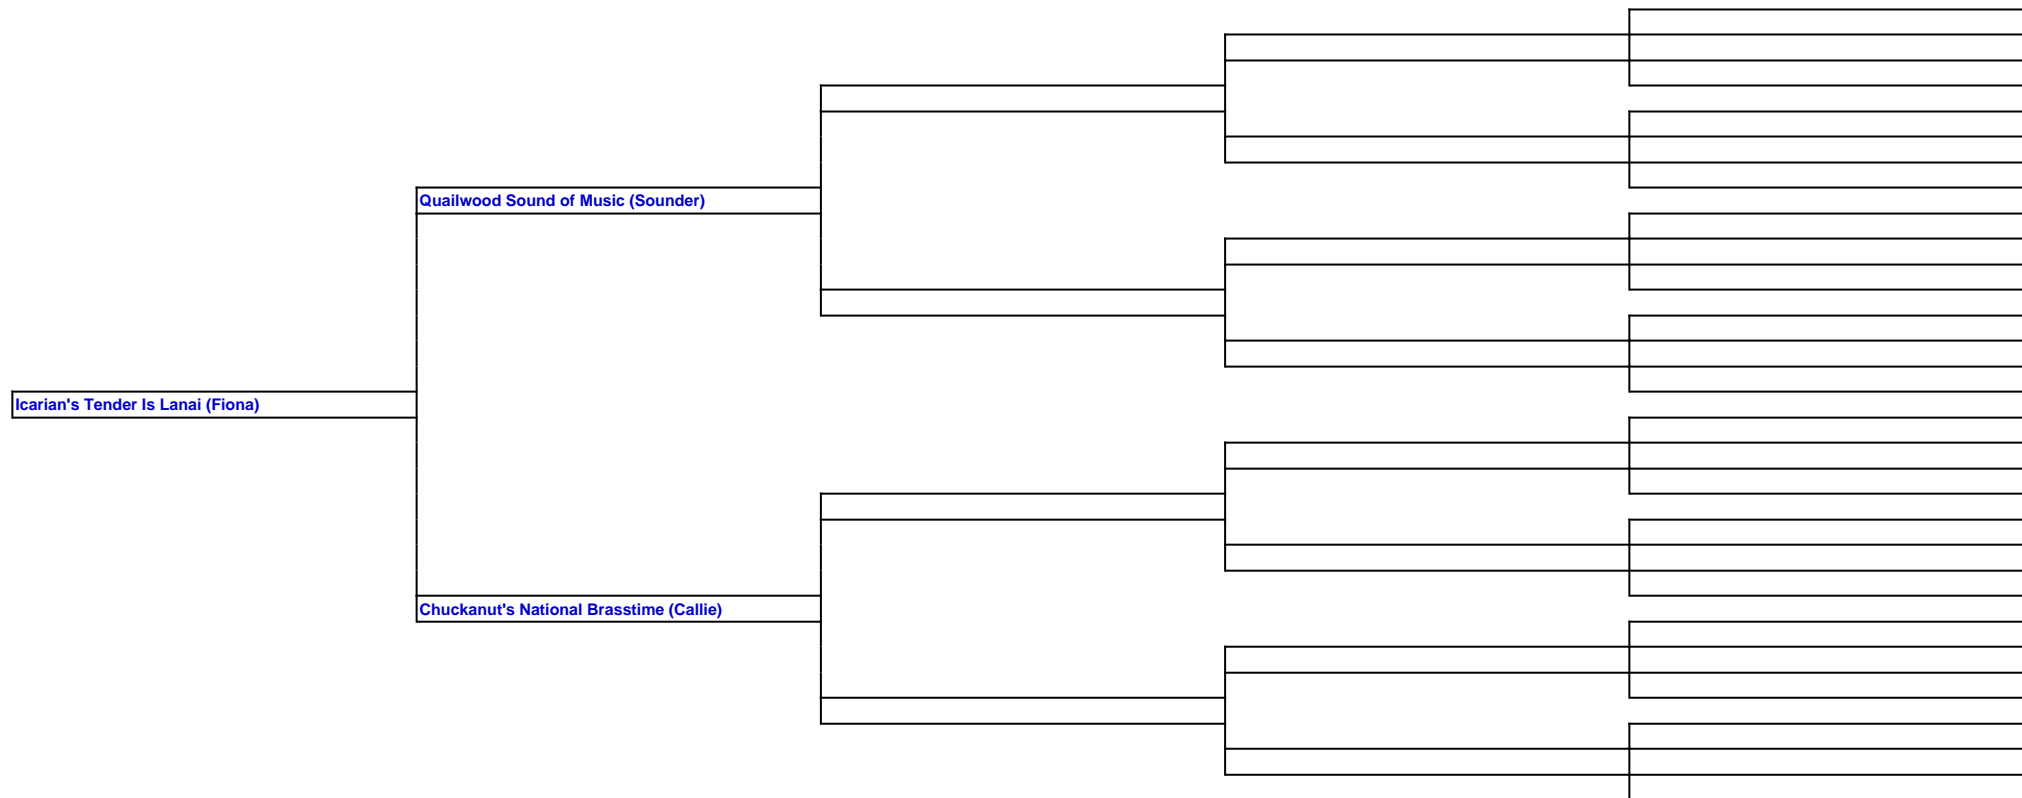 Quailwood Sound of Music (Sounder)
Icarian's Tender Is Lanai (Fiona)
Chuckanut's National Brasstime (Callie)